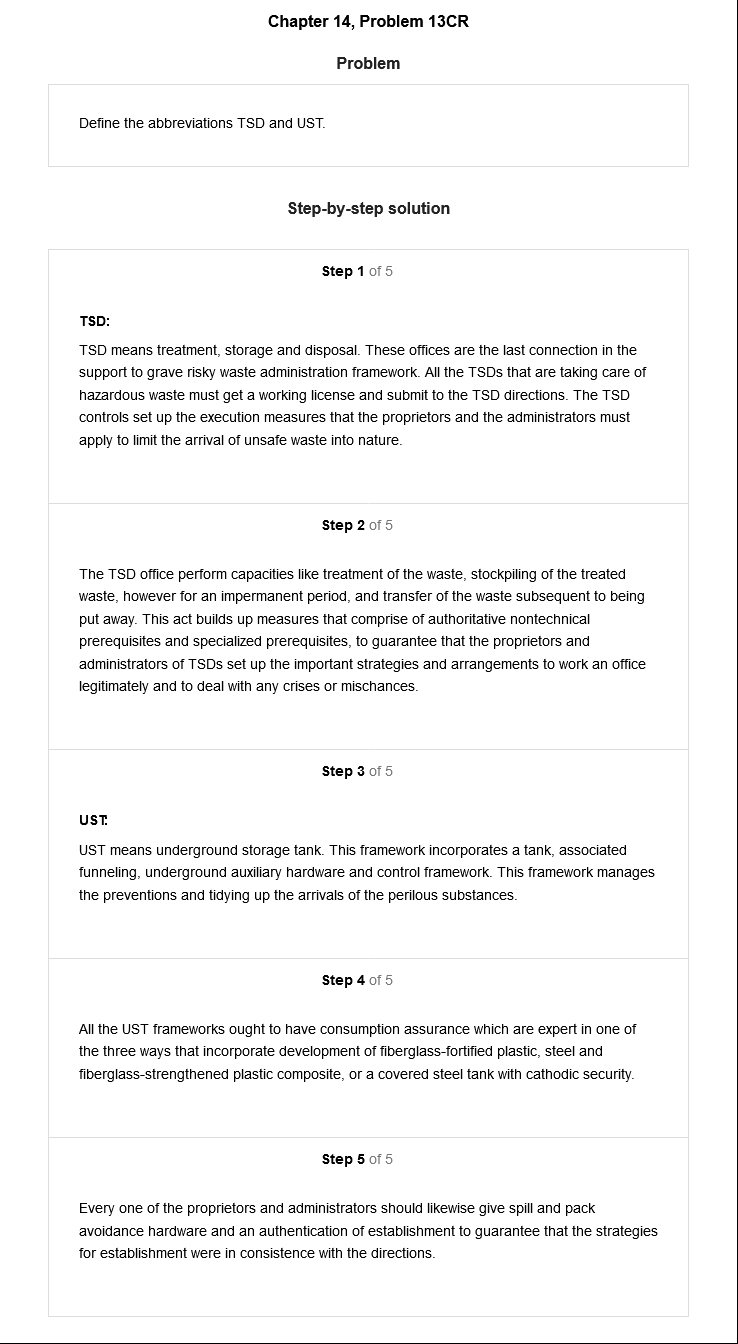 Chapter 14, Problem 13CR
Problem
Define the abbreviations TSD and UST.
Step-by-step solution
Step 1 of 5
TSD:
TSD means treatment, storage and disposal. These offices are the last connection in the
support to grave risky waste administration framework. All the TSDs that are taking care of
hazardous waste must get a working license and submit to the TSD directions. The TSD
controls set up the execution measures that the proprietors and the administrators must
apply to limit the arrival of unsafe waste into nature.
Step 2 of 5
The TSD office perform capacities like treatment of the waste, stockpiling of the treated
waste, however for an impermanent period, and transfer of the waste subsequent to being
put away. This act builds up measures that comprise of authoritative nontechnical
prerequisites and specialized prerequisites, to guarantee that the proprietors and
administrators of TSDs set up the important strategies and arrangements to work an office
legitimately and to deal with any crises or mischances.
Step 3 of 5
UST:
UST means underground storage tank. This framework incorporates a tank, associated
funneling, underground auxiliary hardware and control framework. This framework manages
the preventions and tidying up the arrivals of the perilous substances.
Step 4 of 5
All the UST frameworks ought to have consumption assurance which are expert in one of
the three ways that incorporate development of fiberglass-fortified plastic, steel and
fiberglass-strengthened plastic composite, or a covered steel tank with cathodic security.
Step 5 of 5
Every one of the proprietors and administrators should likewise give spill and pack
avoidance hardware and an authentication of establishment to guarantee that the strategies
for establishment were in consistence with the directions.